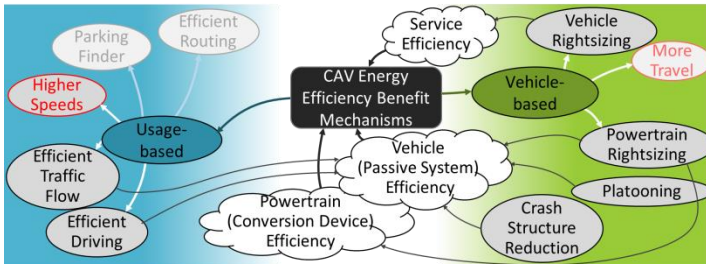 Parking
Finder
Efficient
Routing
Higher
Speeds
Usage-
based
Efficient
Traffic
Flow
Efficient
Driving
Service
Efficiency
CAV Energy
Efficiency Benefit
Mechanisms
Vehicle
(Passive System)
Efficiency
Powertrain
(Conversion Device)
Efficiency
Vehicle
Rightsizing
More
Travel
Vehicle-
based
Powertrain
Rightsizing
Platooning
Crash
Structure
Reduction